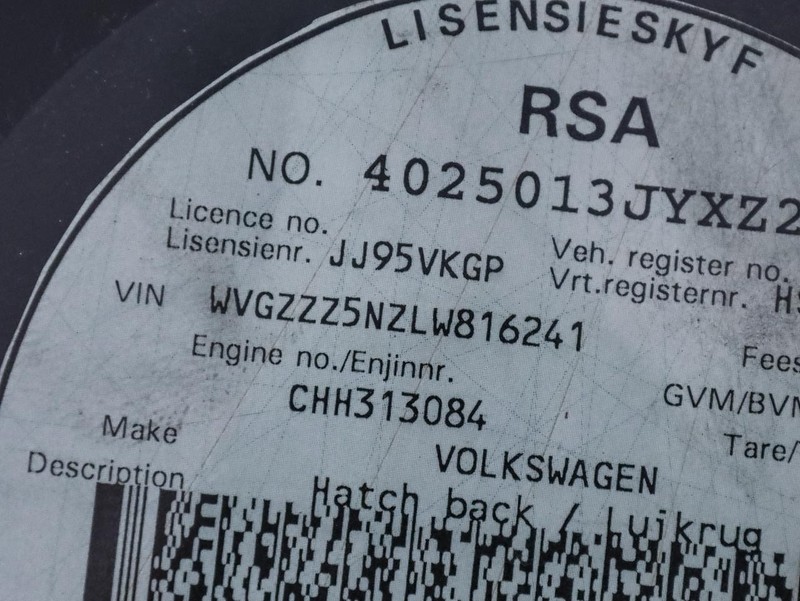 LISENSIESKYF
RSA
NO. 4025013JYXZ2
Licence no.
Lisensienr. JJ95VKGP
Veh. register no.
Vrt.registernr.
VIN WVGZZZ5NZLW816241
Fees
Engine no./Enjinnr.
CHH313084
GVM/BVM
Tare/
Make VOLKSWAGEN
Description Hatch back / Luikrug